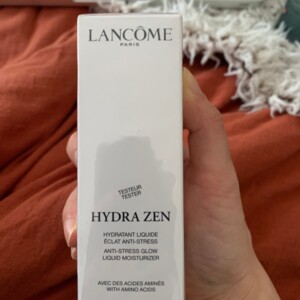 LANCÔME
PARIS
TESTEUR
TESTER
HYDRA ZEN
HYDRATANT LIQUIDE
ÉCLAT ANTI-STRESS
ANTI-STRESS GLOW
LIQUID MOISTURIZER
AVEC DES ACIDES AMINÉS
WITH AMINO ACIDS